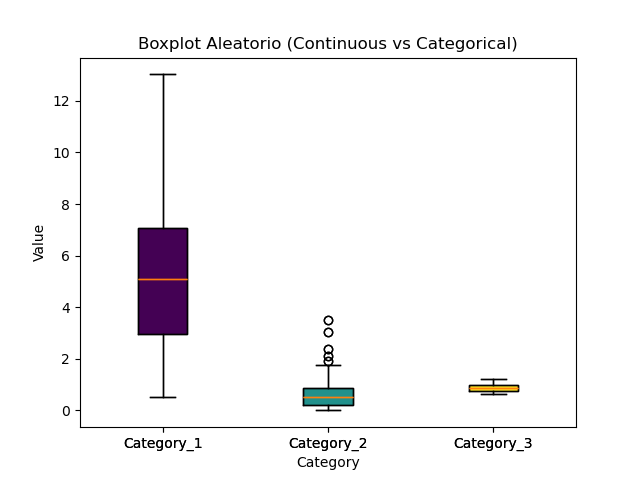 Boxplot Aleatorio (Continuous vs Categorical)
12
10
8
6
4
2
0
Value
Category_1
Category_2
Category_3
Category